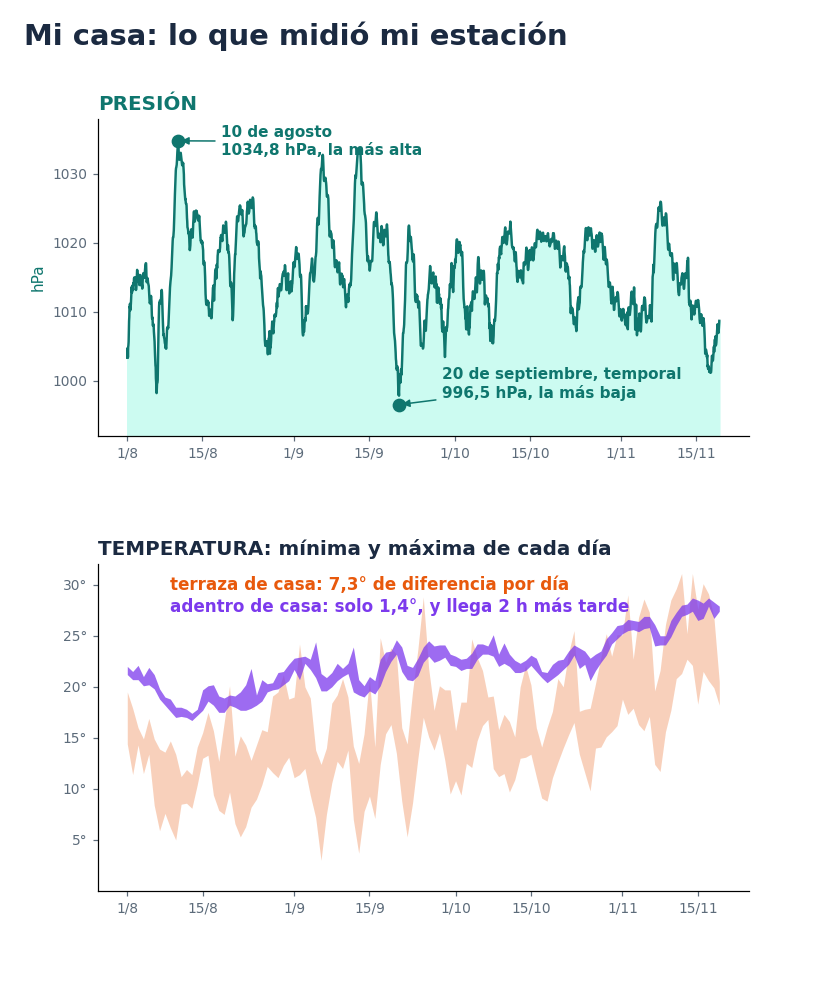 Mi casa: lo que midió mi estación
PRESIÓN
10 de agosto
1034,8 hPa, la más alta
1030
1020
1010
1000
hPa
20 de septiembre, temporal
996,5 hPa, la más baja
1/8 15/8 1/9 15/9 1/10 15/10 1/11 15/11
TEMPERATURA: mínima y máxima de cada día
terraza de casa: 7,3° de diferencia por día
adentro de casa: solo 1,4°, y llega 2 h más tarde
30°
25°
20°
15°
10°
5°
1/8 15/8 1/9 15/9 1/10 15/10 1/11 15/11